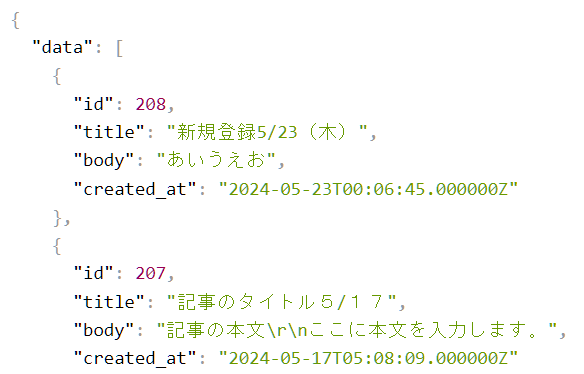 {
"data": [
{
"id": 208,
"title": "新規登録5/23（木）",
"body": "あいうえお",
"created_at": "2024-05-23T00:06:45.000000Z"
},
{
"id": 207,
"title": "記事のタイトル５/１７",
"body": "記事の本文\r\nここに本文を入力します。",
"created_at": "2024-05-17T05:08:09.000000Z"